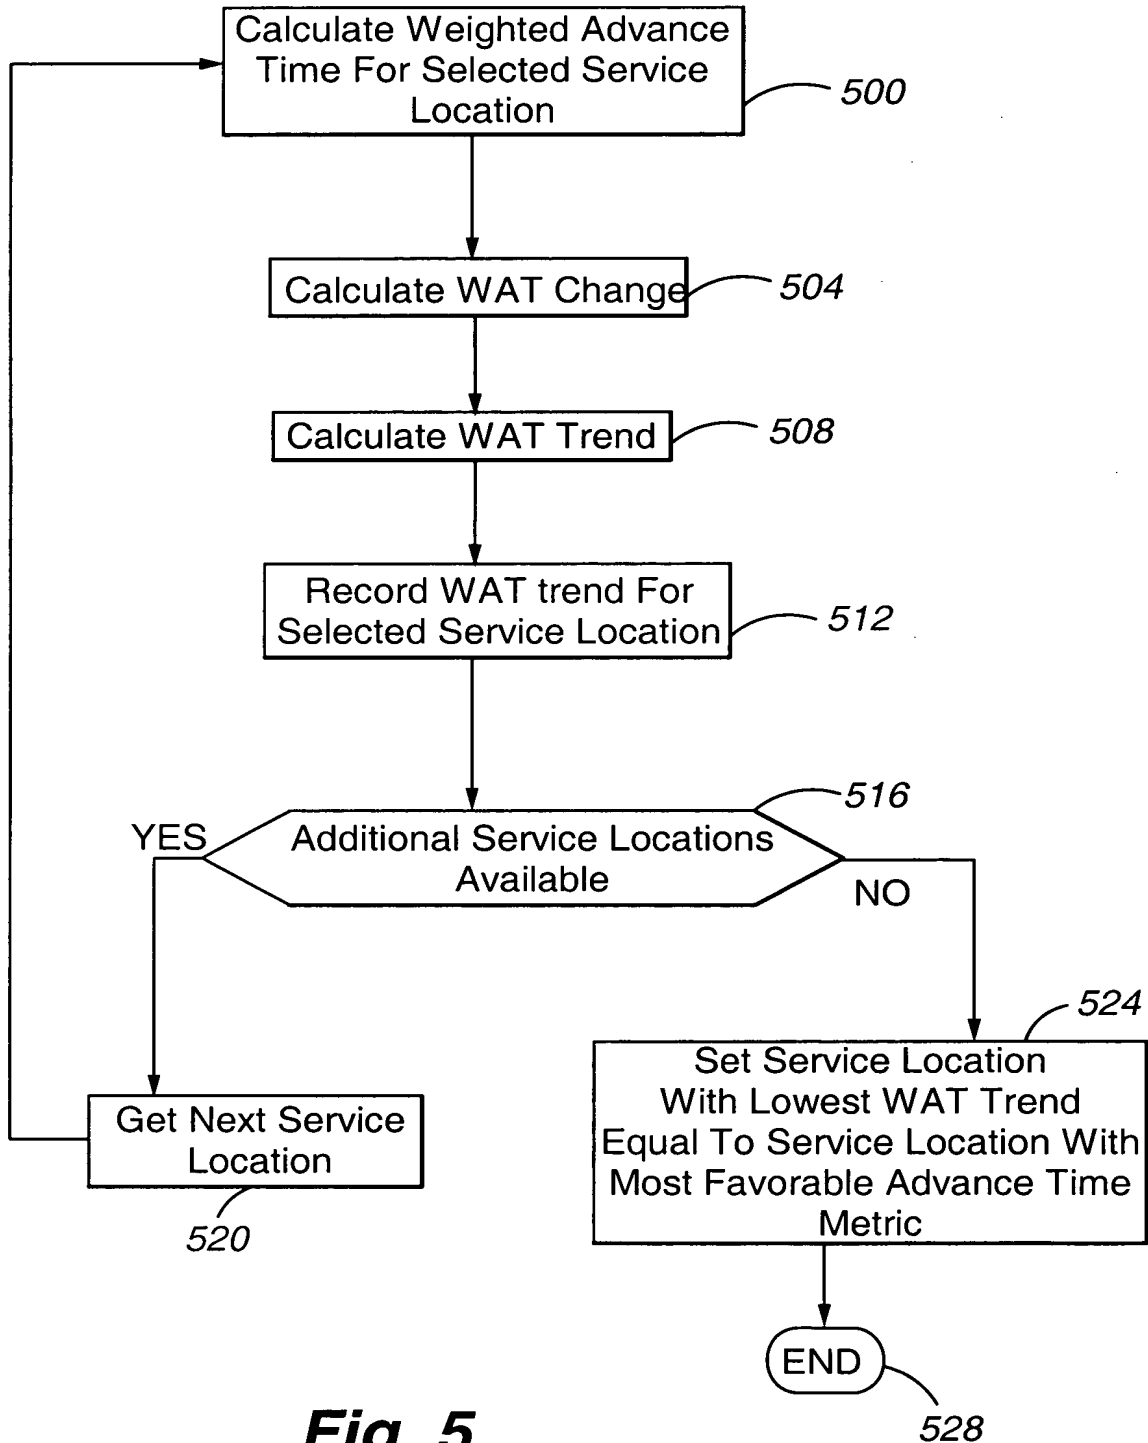 Calculate Weighted Advance
Time For Selected Service
Location
500
Calculate WAT Change
504
Calculate WAT Trend
508
Record WAT trend For
Selected Service Location
512
516
YES
Additional Service Locations
Available
NO
524
Set Service Location
With Lowest WAT Trend
Equal To Service Location With
Most Favorable Advance Time
Metric
Get Next Service
Location
520
END
528
Fig. 5